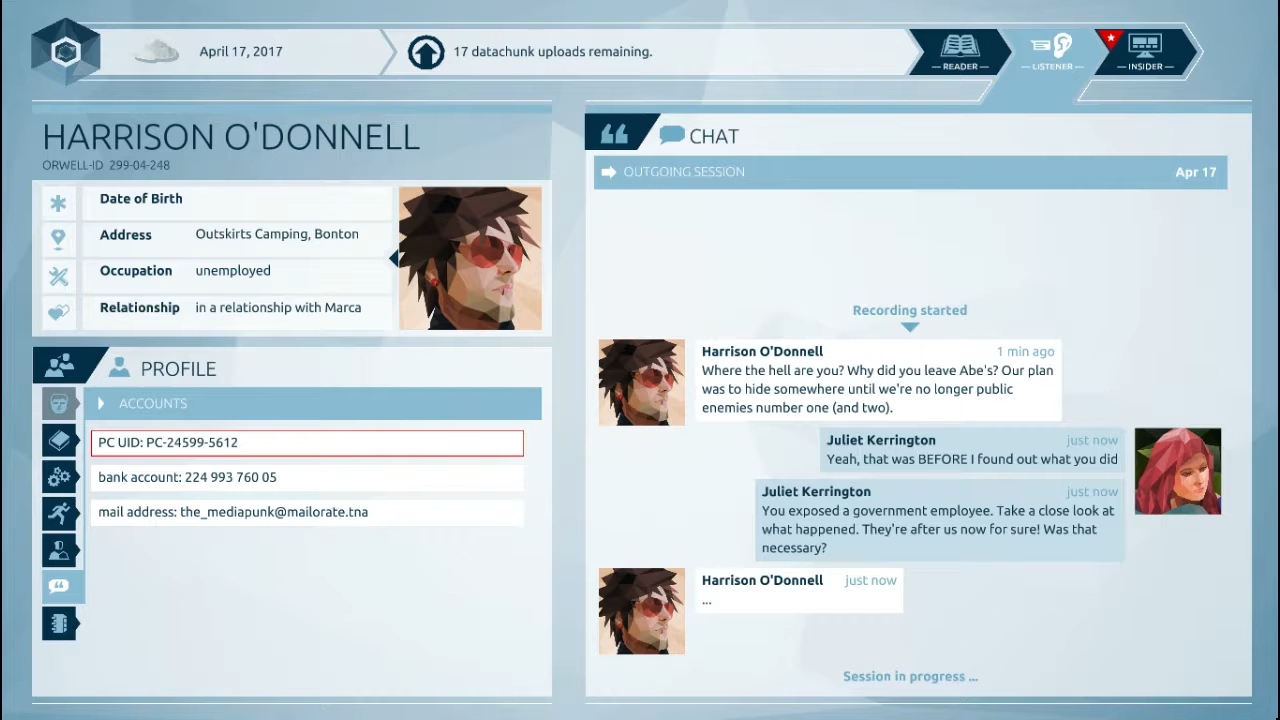 April 17, 2017
17 datachunk uploads remaining.
— READER —
— LISTENER —
— INSIDER —
HARRISON O'DONNELL
ORWELL-ID 299-04-248
Date of Birth
Address Outskirts Camping, Bonton
Occupation unemployed
Relationship in a relationship with Marca
PROFILE
ACCOUNTS
PC UID: PC-24599-5612
bank account: 224 993 760 05
mail address: the_mediapunk@mailorate.tna
CHAT
OUTGOING SESSION Apr 17
Recording started
Harrison O'Donnell 1 min ago
Where the hell are you? Why did you leave Abe's? Our plan
was to hide somewhere until we're no longer public
enemies number one (and two).
Juliet Kerrington just now
Yeah, that was BEFORE I found out what you did
Juliet Kerrington just now
You exposed a government employee. Take a close look at
what happened. They're after us now for sure! Was that
necessary?
Harrison O'Donnell just now
...
Session in progress ...